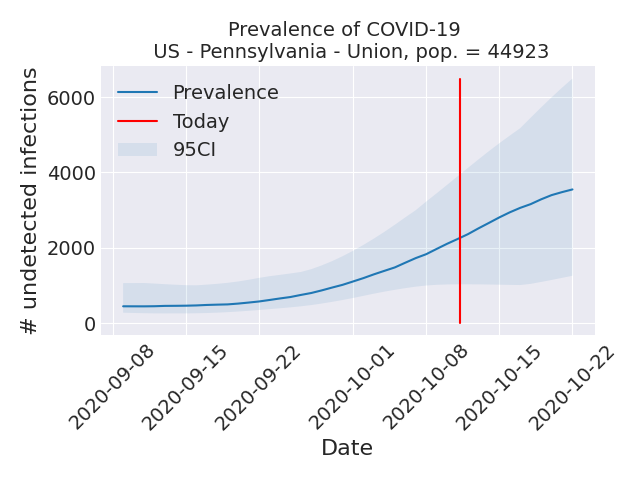 Prevalence of COVID-19
US - Pennsylvania - Union, pop. = 44923
# undetected infections
6000
4000
2000
0
Prevalence
Today
95CI
2020-09-08
2020-09-15
2020-09-22
2020-10-01
2020-10-08
2020-10-15
2020-10-22
Date